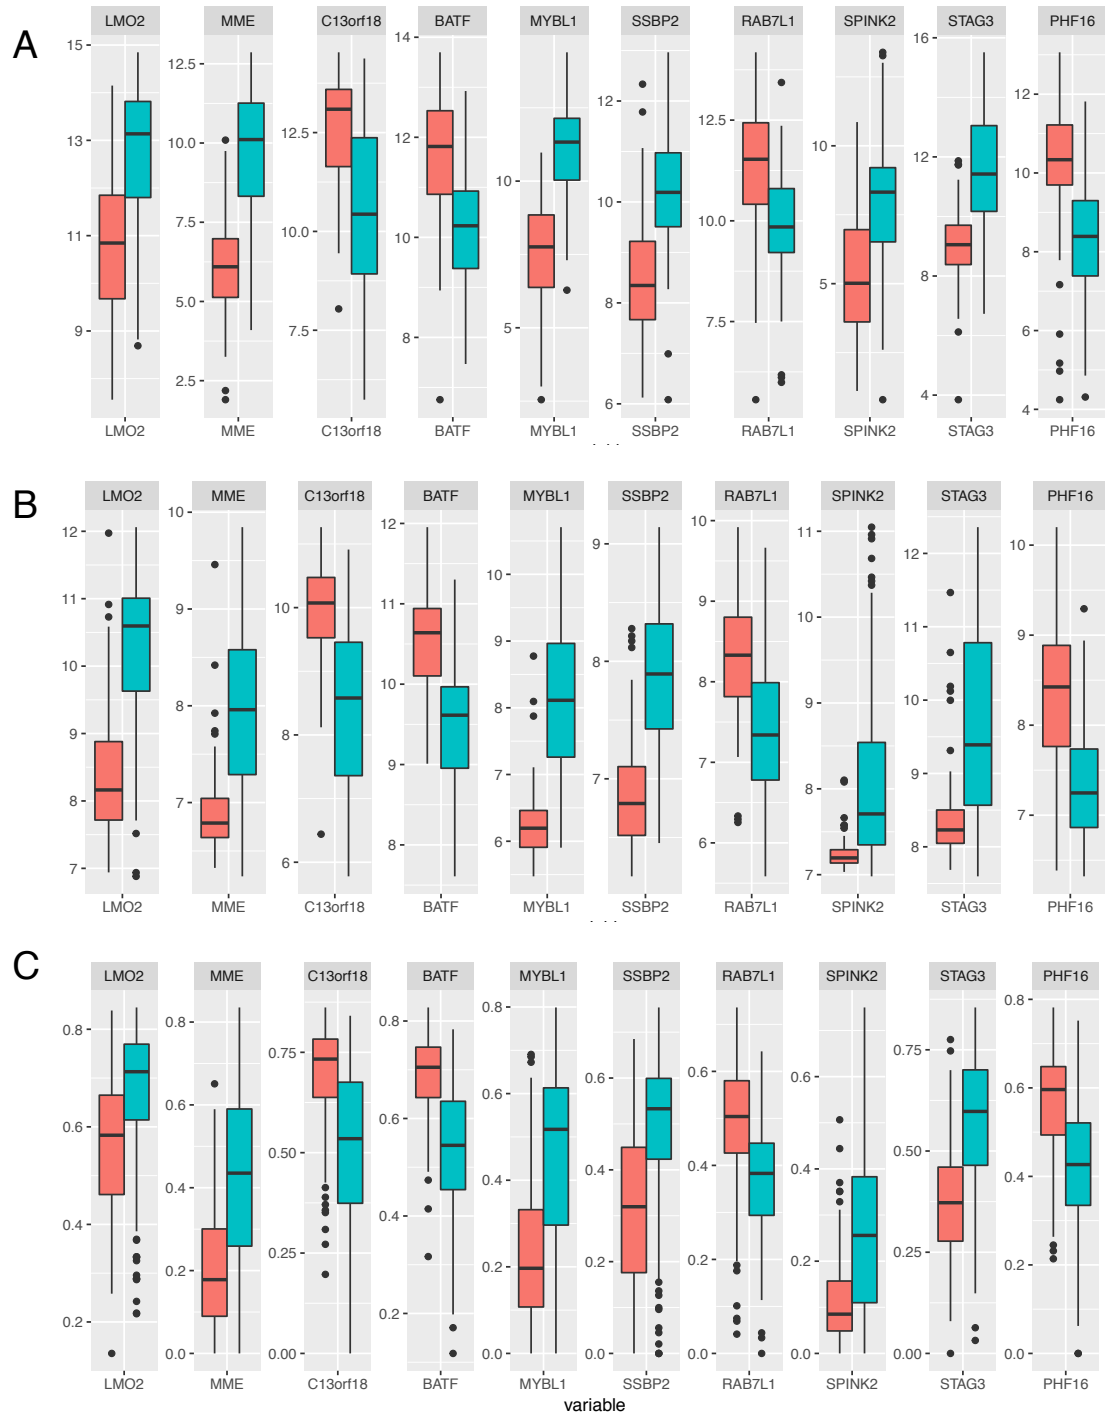 A
LMO2 MME C13orf18 BATF MYBL1 SSBP2 RAB7L1 SPINK2 STAG3 PHF16
15 13 11 9
12.5 10.0 7.5 5.0 2.5
12.5 10.0 7.5
14 12 10 8
10 5
12 10 8 6
12.5 10.0 7.5
10 5
16 12 8 4
12 10 8 6 4
LMO2 MME C13orf18 BATF MYBL1 SSBP2 RAB7L1 SPINK2 STAG3 PHF16
B
LMO2 MME C13orf18 BATF MYBL1 SSBP2 RAB7L1 SPINK2 STAG3 PHF16
12 11 10 9 8 7
10 9 8 7
10 8 6
12 11 10 9 8
10 9 8 7 6
9 8 7
10 9 8 7 6
11 10 9 8 7
12 11 10 9 8
10 9 8 7
LMO2 MME C13orf18 BATF MYBL1 SSBP2 RAB7L1 SPINK2 STAG3 PHF16
C
LMO2 MME C13orf18 BATF MYBL1 SSBP2 RAB7L1 SPINK2 STAG3 PHF16
0.8 0.6 0.4 0.2
0.8 0.6 0.4 0.2 0.0
0.75 0.50 0.25 0.00
0.8 0.6 0.4 0.2
0.8 0.6 0.4 0.2 0.0
0.6 0.4 0.2 0.0
0.6 0.4 0.2 0.0
0.6 0.4 0.2 0.0
0.75 0.50 0.25 0.00
0.8 0.6 0.4 0.2 0.0
LMO2 MME C13orf18 BATF MYBL1 SSBP2 RAB7L1 SPINK2 STAG3 PHF16
variable